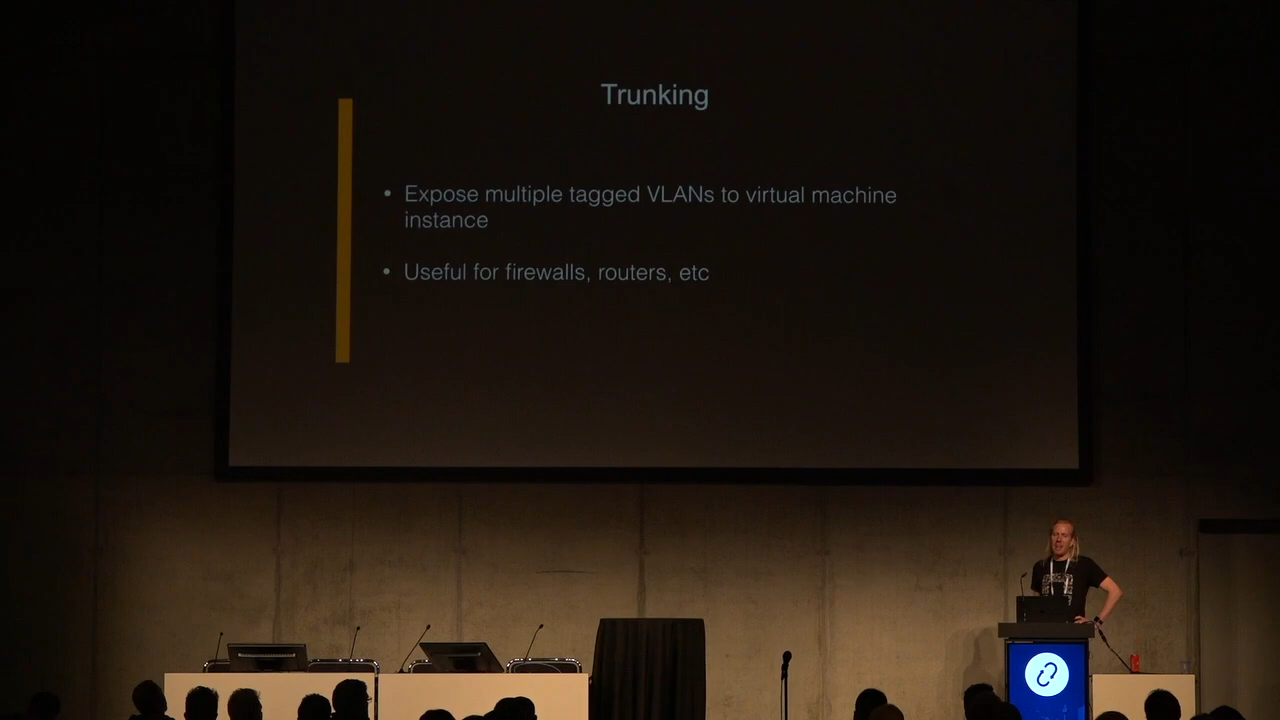 Trunking
• Expose multiple tagged VLANs to virtual machine
instance
• Useful for firewalls, routers, etc